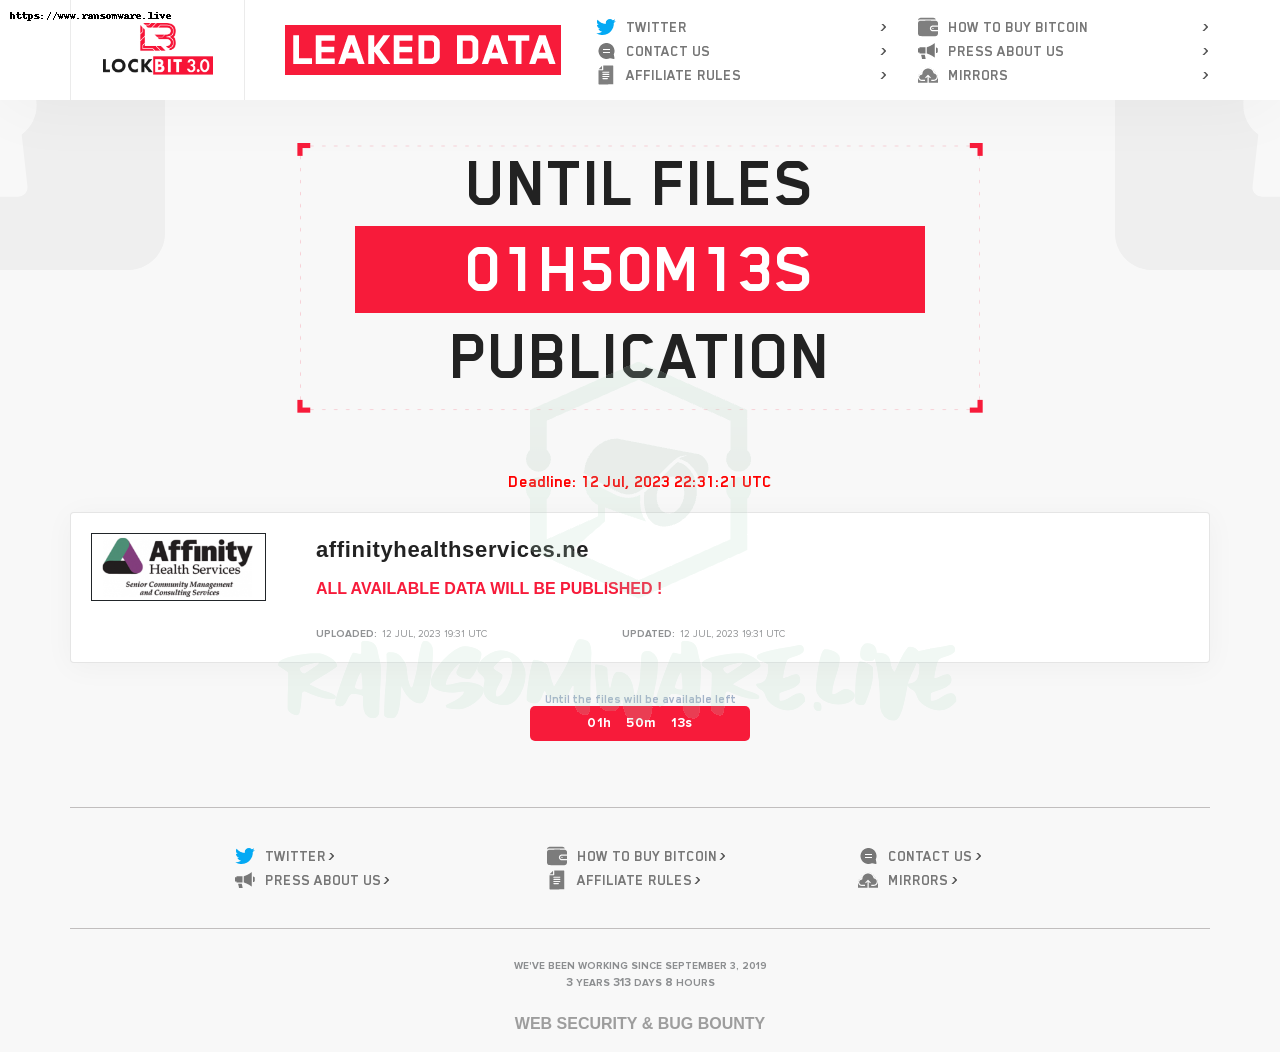 https://www.ransomware.live
LOCKBIT 3.0
LEAKED DATA
TWITTER
CONTACT US
AFFILIATE RULES
HOW TO BUY BITCOIN
PRESS ABOUT US
MIRRORS
UNTIL FILES
01H50M13S
PUBLICATION
Deadline: 12 Jul, 2023 22:31:21 UTC
Affinity
Health Services
Senior Community Management
and Consulting Services
affinityhealthservices.ne
ALL AVAILABLE DATA WILL BE PUBLISHED !
UPLOADED: 12 JUL, 2023 19:31 UTC
UPDATED: 12 JUL, 2023 19:31 UTC
RANSOMWARE.LIVE
Until the files will be available left
01h 50m 13s
TWITTER
HOW TO BUY BITCOIN
CONTACT US
PRESS ABOUT US
AFFILIATE RULES
MIRRORS
WE'VE BEEN WORKING SINCE SEPTEMBER 3, 2019
3 YEARS 313 DAYS 8 HOURS
WEB SECURITY & BUG BOUNTY